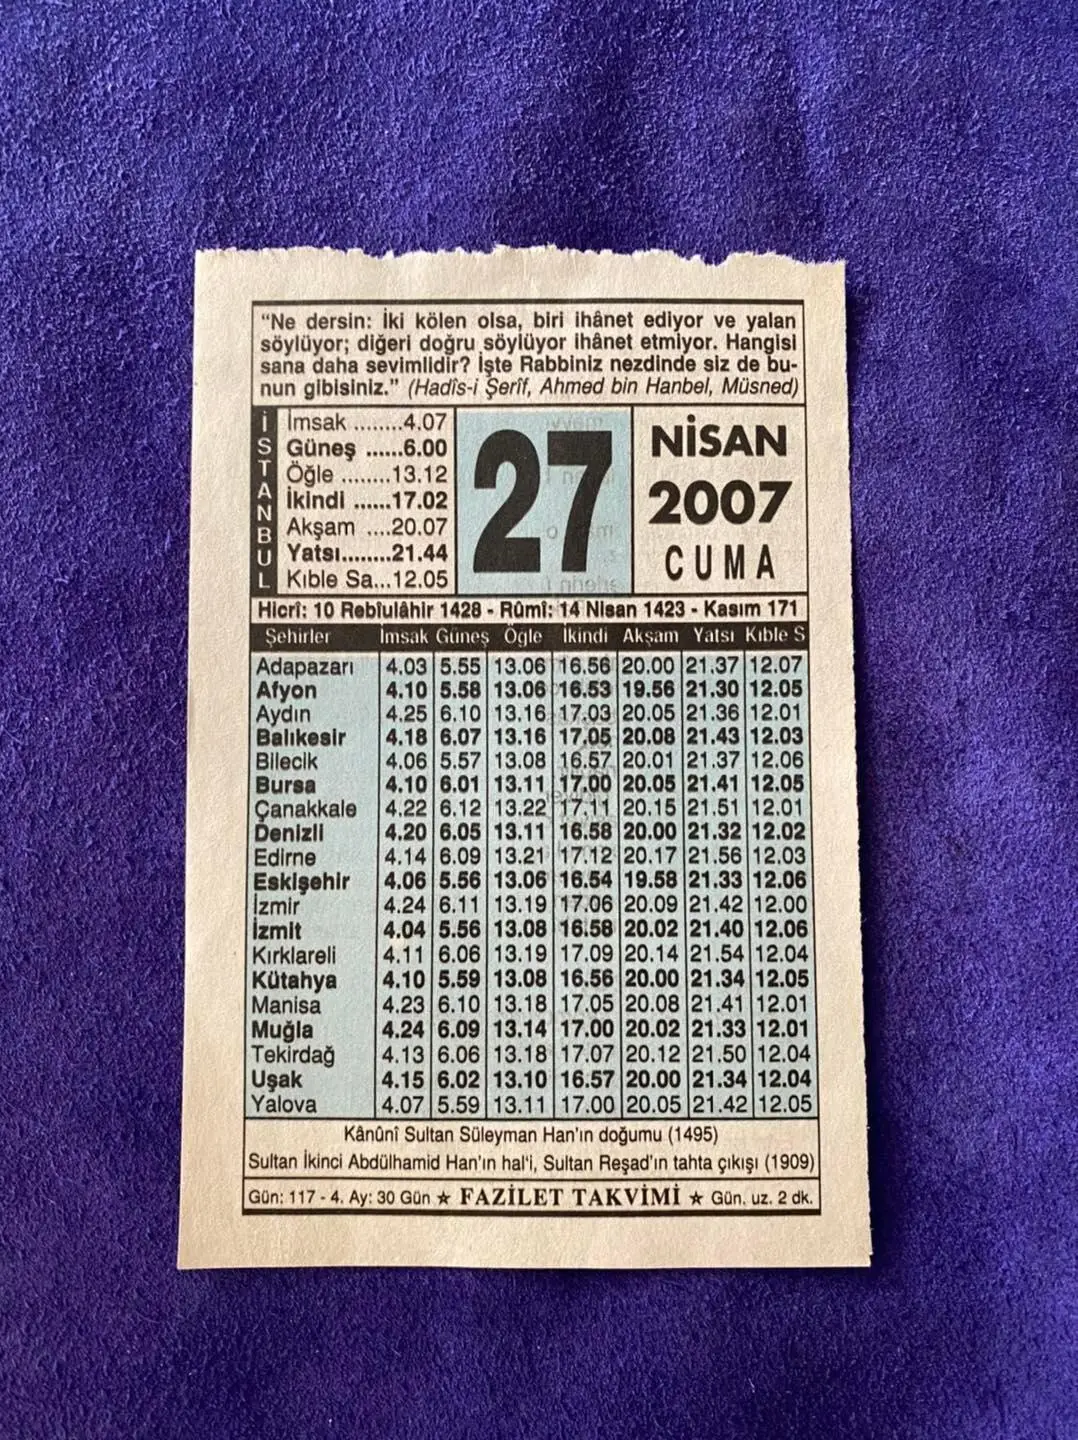 “Ne dersin: İki kölen olsa, biri ihânet ediyor ve yalan
söylüyor; diğeri doğru söylüyor ihânet etmiyor. Hangisi
sana daha sevimlidir? İşte Rabbiniz nezdinde siz de bu-
nun gibisiniz.” (Hadîs-i Şerîf, Ahmed bin Hanbel, Müsned)
İSTANBUL
İmsak ........4.07
Güneş ......6.00
Öğle ........13.12
İkindi ......17.02
Akşam ....20.07
Yatsı........21.44
Kıble Sa...12.05
27
NİSAN
2007
CUMA
Hicrî: 10 Rebîulâhir 1428 - Rûmî: 14 Nisan 1423 - Kasım 171
Şehirler İmsak Güneş Öğle İkindi Akşam Yatsı Kıble S
Adapazarı 4.03 5.55 13.06 16.56 20.00 21.37 12.07
Afyon 4.10 5.58 13.06 16.53 19.56 21.30 12.05
Aydın 4.25 6.10 13.16 17.03 20.05 21.36 12.01
Balıkesir 4.18 6.07 13.16 17.05 20.08 21.43 12.03
Bilecik 4.06 5.57 13.08 16.57 20.01 21.37 12.06
Bursa 4.10 6.01 13.11 17.00 20.05 21.41 12.05
Çanakkale 4.22 6.12 13.22 17.11 20.15 21.51 12.01
Denizli 4.20 6.05 13.11 16.58 20.00 21.32 12.02
Edirne 4.14 6.09 13.21 17.12 20.17 21.56 12.03
Eskişehir 4.06 5.56 13.06 16.54 19.58 21.33 12.06
İzmir 4.24 6.11 13.19 17.06 20.09 21.42 12.00
İzmit 4.04 5.56 13.08 16.58 20.02 21.40 12.06
Kırklareli 4.11 6.06 13.19 17.09 20.14 21.54 12.04
Kütahya 4.10 5.59 13.08 16.56 20.00 21.34 12.05
Manisa 4.23 6.10 13.18 17.05 20.08 21.41 12.01
Muğla 4.24 6.09 13.14 17.00 20.02 21.33 12.01
Tekirdağ 4.13 6.06 13.18 17.07 20.12 21.50 12.04
Uşak 4.15 6.02 13.10 16.57 20.00 21.34 12.04
Yalova 4.07 5.59 13.11 17.00 20.05 21.42 12.05
Kânûnî Sultan Süleyman Han'ın doğumu (1495)
Sultan İkinci Abdülhamid Han'ın hal'i, Sultan Reşad'ın tahta çıkışı (1909)
Gün: 117 - 4. Ay: 30 Gün ★ FAZİLET TAKVİMİ ★ Gün. uz. 2 dk.